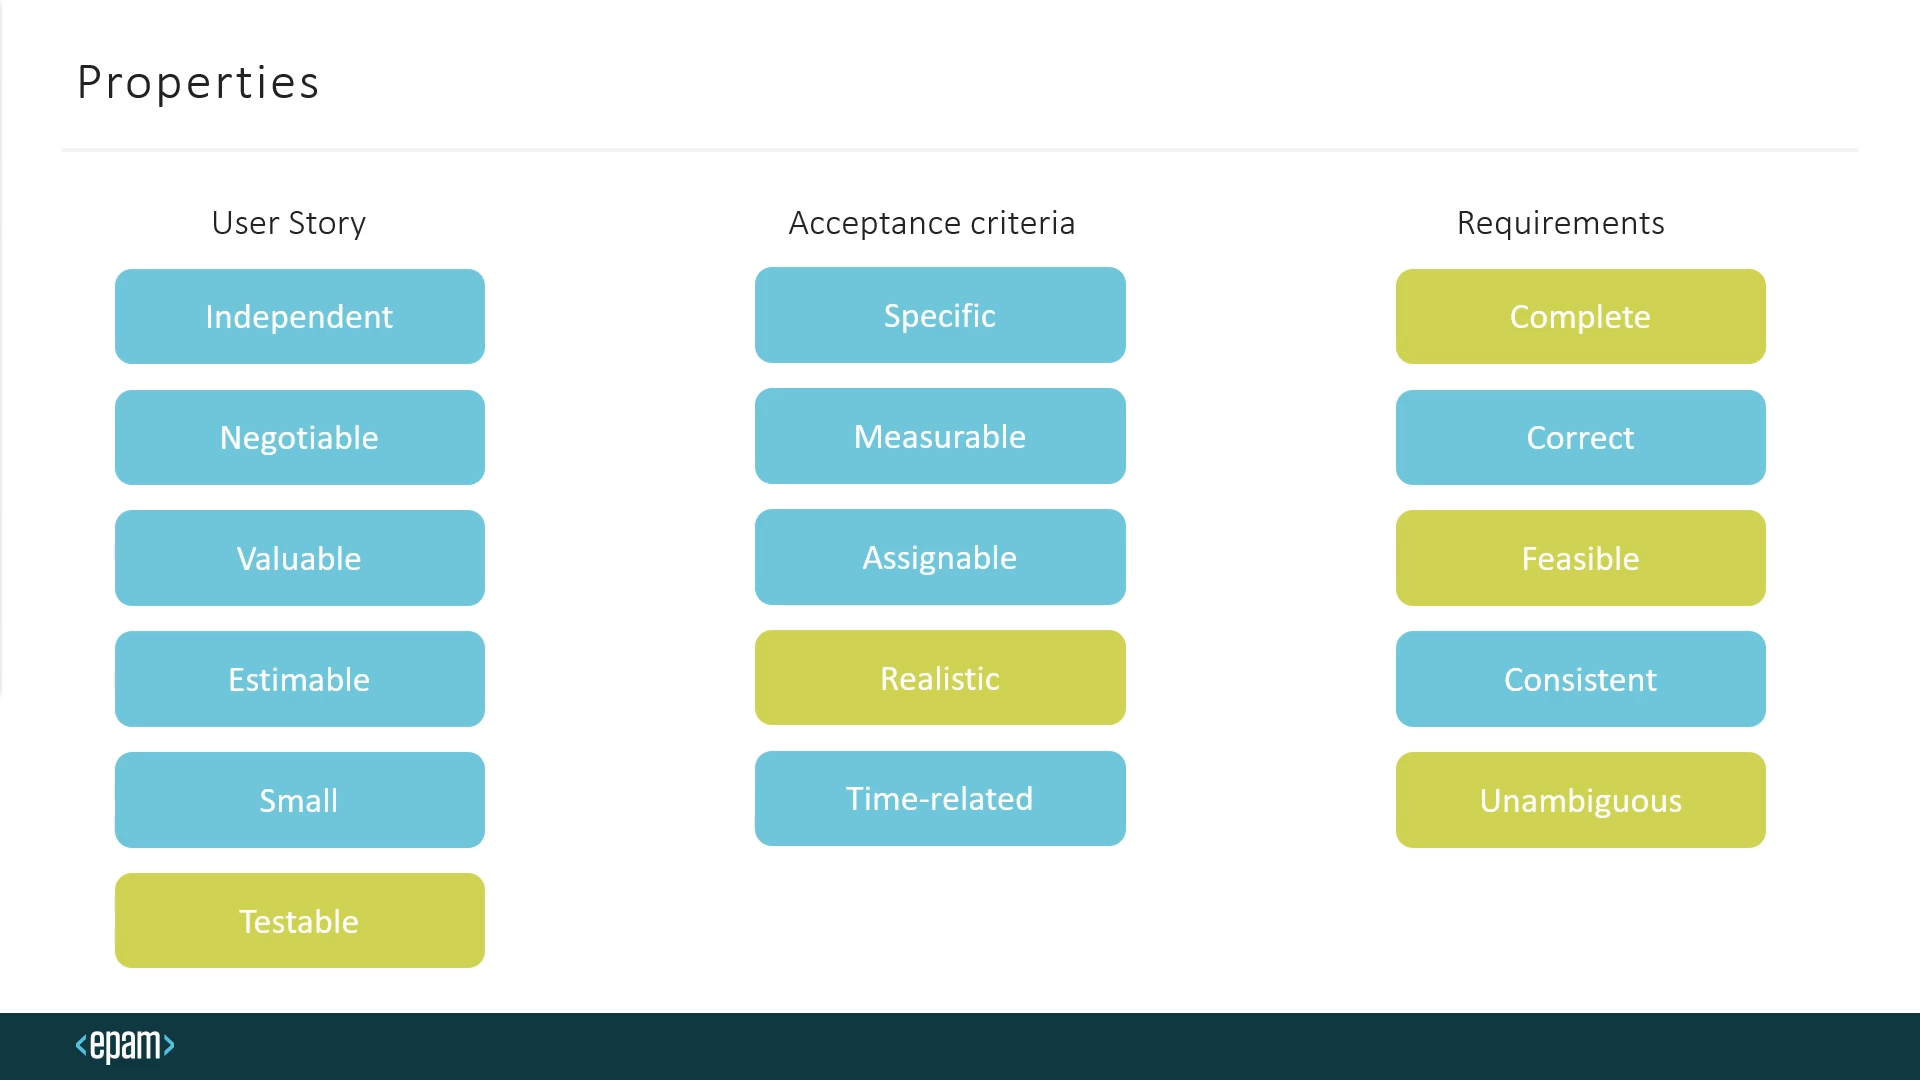 Properties
User Story
Independent
Negotiable
Valuable
Estimable
Small
Testable
Acceptance criteria
Specific
Measurable
Assignable
Realistic
Time-related
Requirements
Complete
Correct
Feasible
Consistent
Unambiguous
<epam>